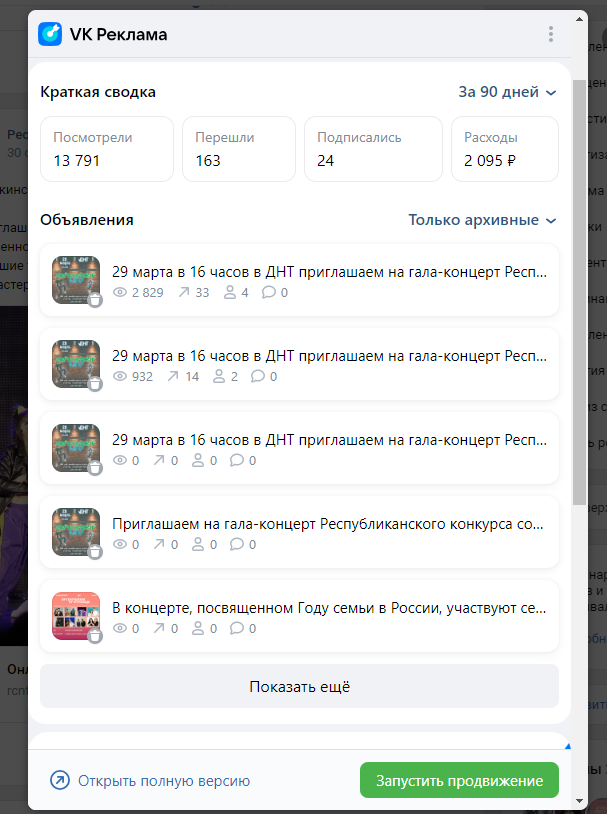 VK Реклама
Краткая сводка
За 90 дней
Посмотрели
13 791
Перешли
163
Подписались
24
Расходы
2 095 ₽
Объявления
Только архивные
29 марта в 16 часов в ДНТ приглашаем на гала-концерт Респ...
2 829 33 4 0
29 марта в 16 часов в ДНТ приглашаем на гала-концерт Респ...
932 14 2 0
29 марта в 16 часов в ДНТ приглашаем на гала-концерт Респ...
0 0 0 0
Приглашаем на гала-концерт Республиканского конкурса со...
0 0 0 0
В концерте, посвященном Году семьи в России, участвуют се...
0 0 0 0
Показать ещё
Открыть полную версию
Запустить продвижение